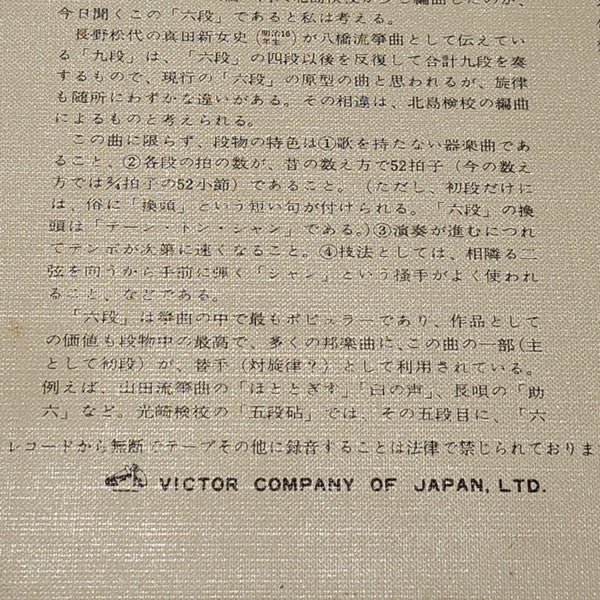 今日聞くこの「六段」であると私は考える。
長野松代の真田新女史(明治16年生)が八橋流箏曲として伝えてい
る「九段」は、「六段」の四段以後を反復して合計九段を奏
するもので、現行の「六段」の原型の曲と思われるが、旋律
も随所にわずかな違いがある。その相違は、北島検校の編曲
によるものと考えられる。
この曲に限らず、段物の特色は①歌を持たない器楽曲であ
ること、②各段の拍の数が、昔の数え方で52拍子(今の数え
方では2/4拍子の52小節)であること。(ただし、初段だけに
は、俗に「換頭」という短い句が付けられる。「六段」の換
頭は「テーン・トン・シャン」である。)③演奏が進むにつれ
てテンポが次第に速くなること。④技法としては、相隣る二
弦を向うから手前に弾く「シャン」という掻手がよく使われ
ること、などである。
「六段」は箏曲の中で最もポピュラーであり、作品として
の価値も段物中の最高で、多くの邦楽曲に、この曲の一部(主
として初段)が、替手(対旋律?)として利用されている。
例えば、山田流箏曲の「ほととぎす」「臼の声」、長唄の「助
六」など。光崎検校の「五段砧」では、その五段目に、「六
レコードから無断でテープその他に録音することは法律で禁じられておりま
VICTOR COMPANY OF JAPAN, LTD.